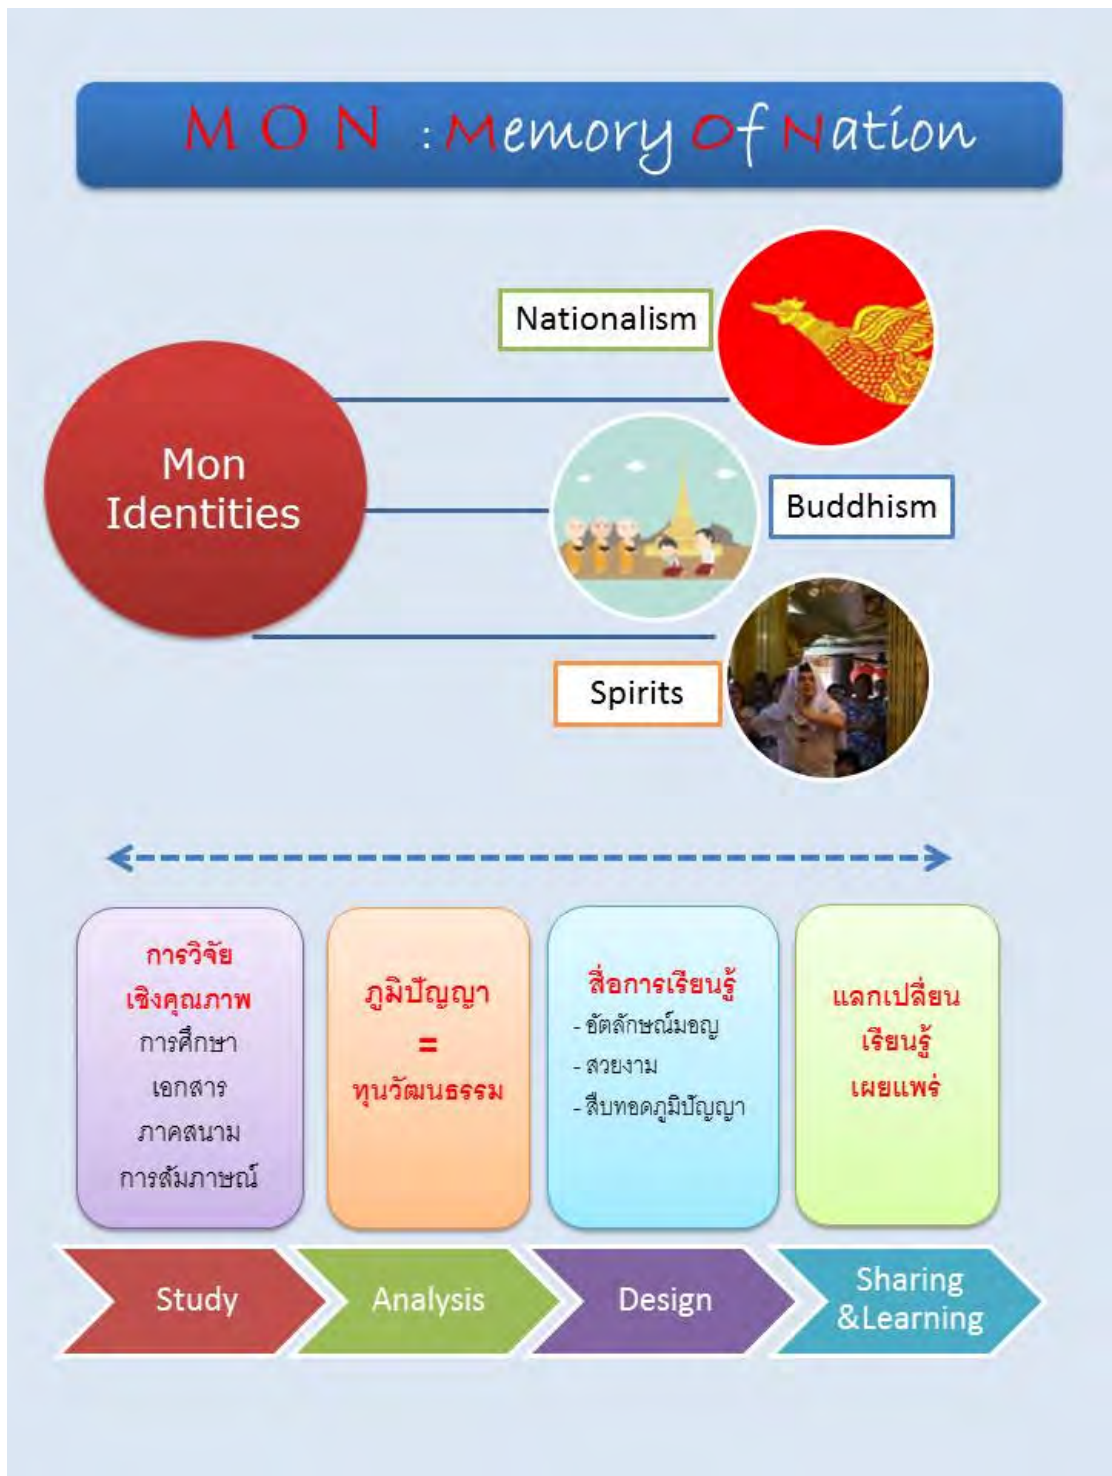 M O N : Memory Of Nation
Nationalism
Mon
Identities
Buddhism
Spirits
การวิจัย
เชิงคุณภาพ
การศึกษา
เอกสาร
ภาคสนาม
การสัมภาษณ์
ภูมิปัญญา
=
ทุนวัฒนธรรม
สื่อการเรียนรู้
- อัตลักษณ์มอญ
- สวยงาม
- สืบทอดภูมิปัญญา
แลกเปลี่ยน
เรียนรู้
เผยแพร่
Study
Analysis
Design
Sharing
&Learning